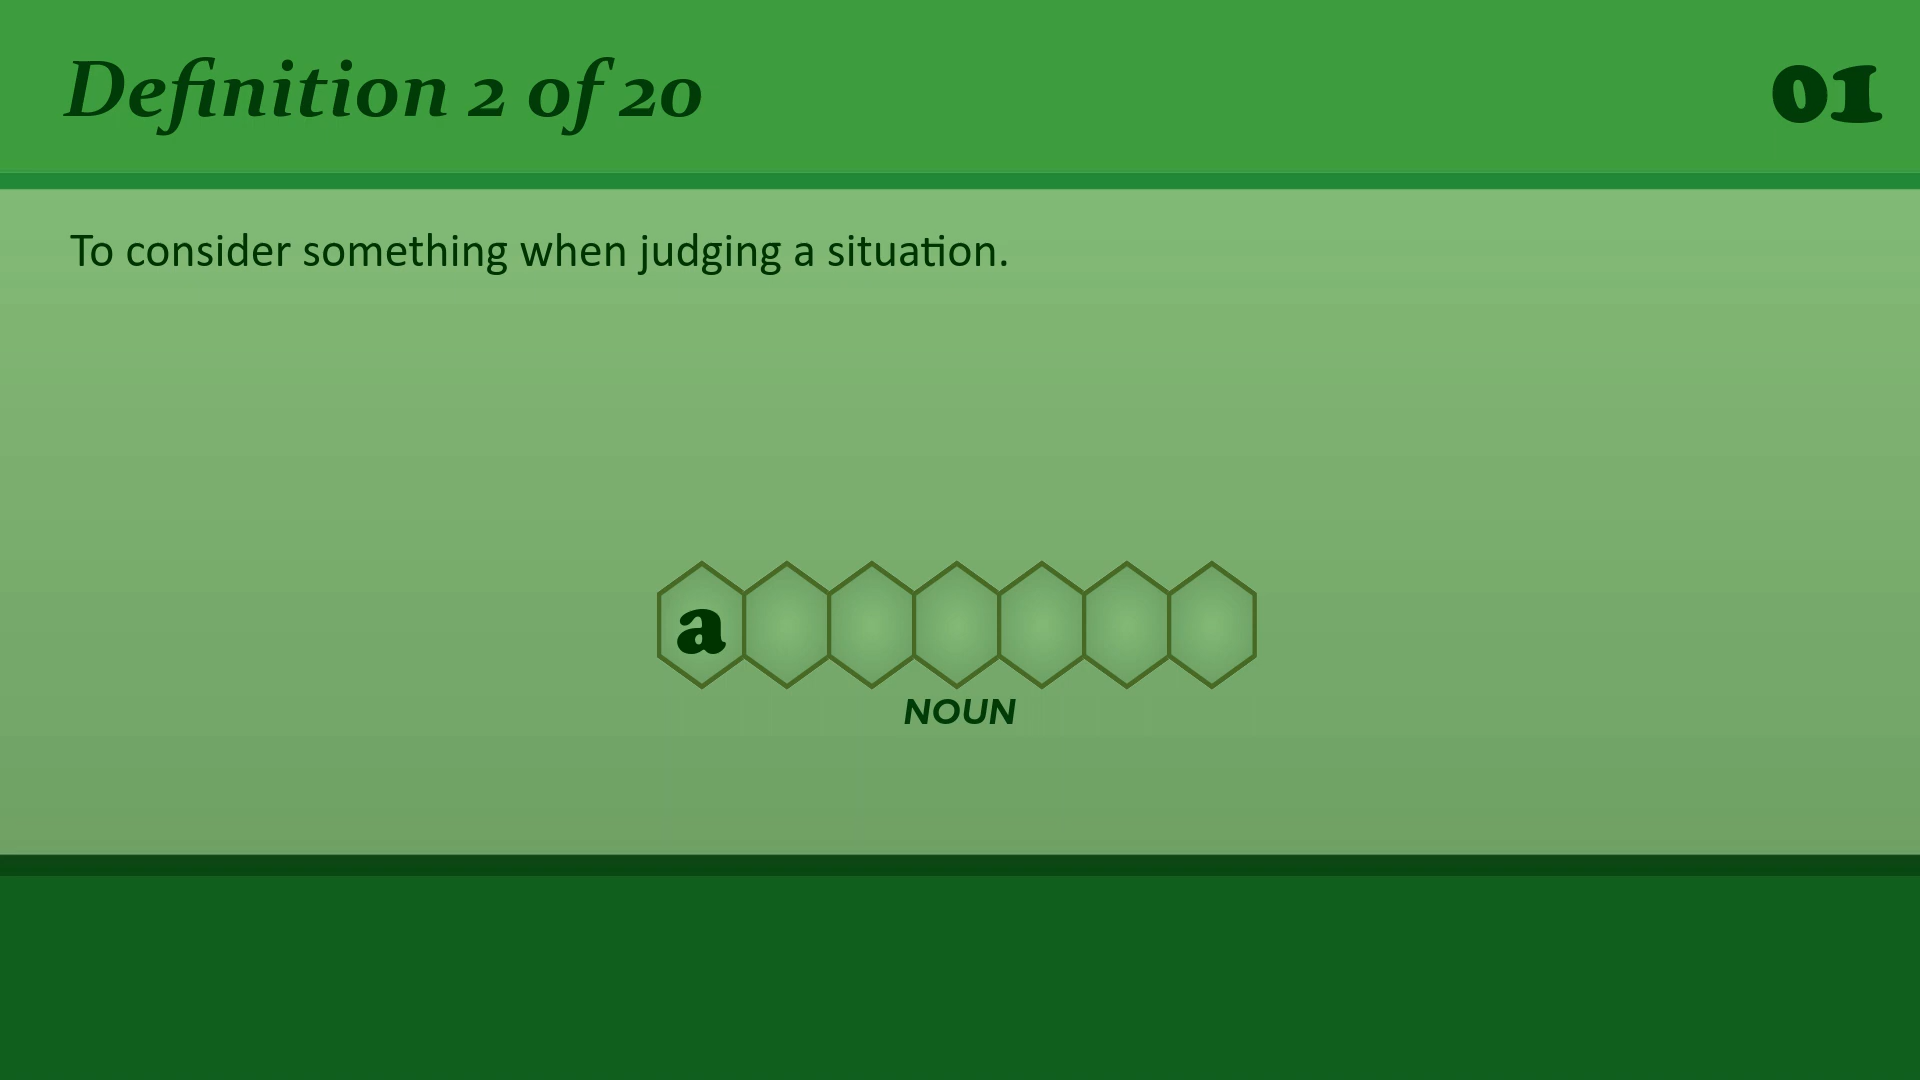 Definition 2 of 20
01
To consider something when judging a situation.
a
NOUN